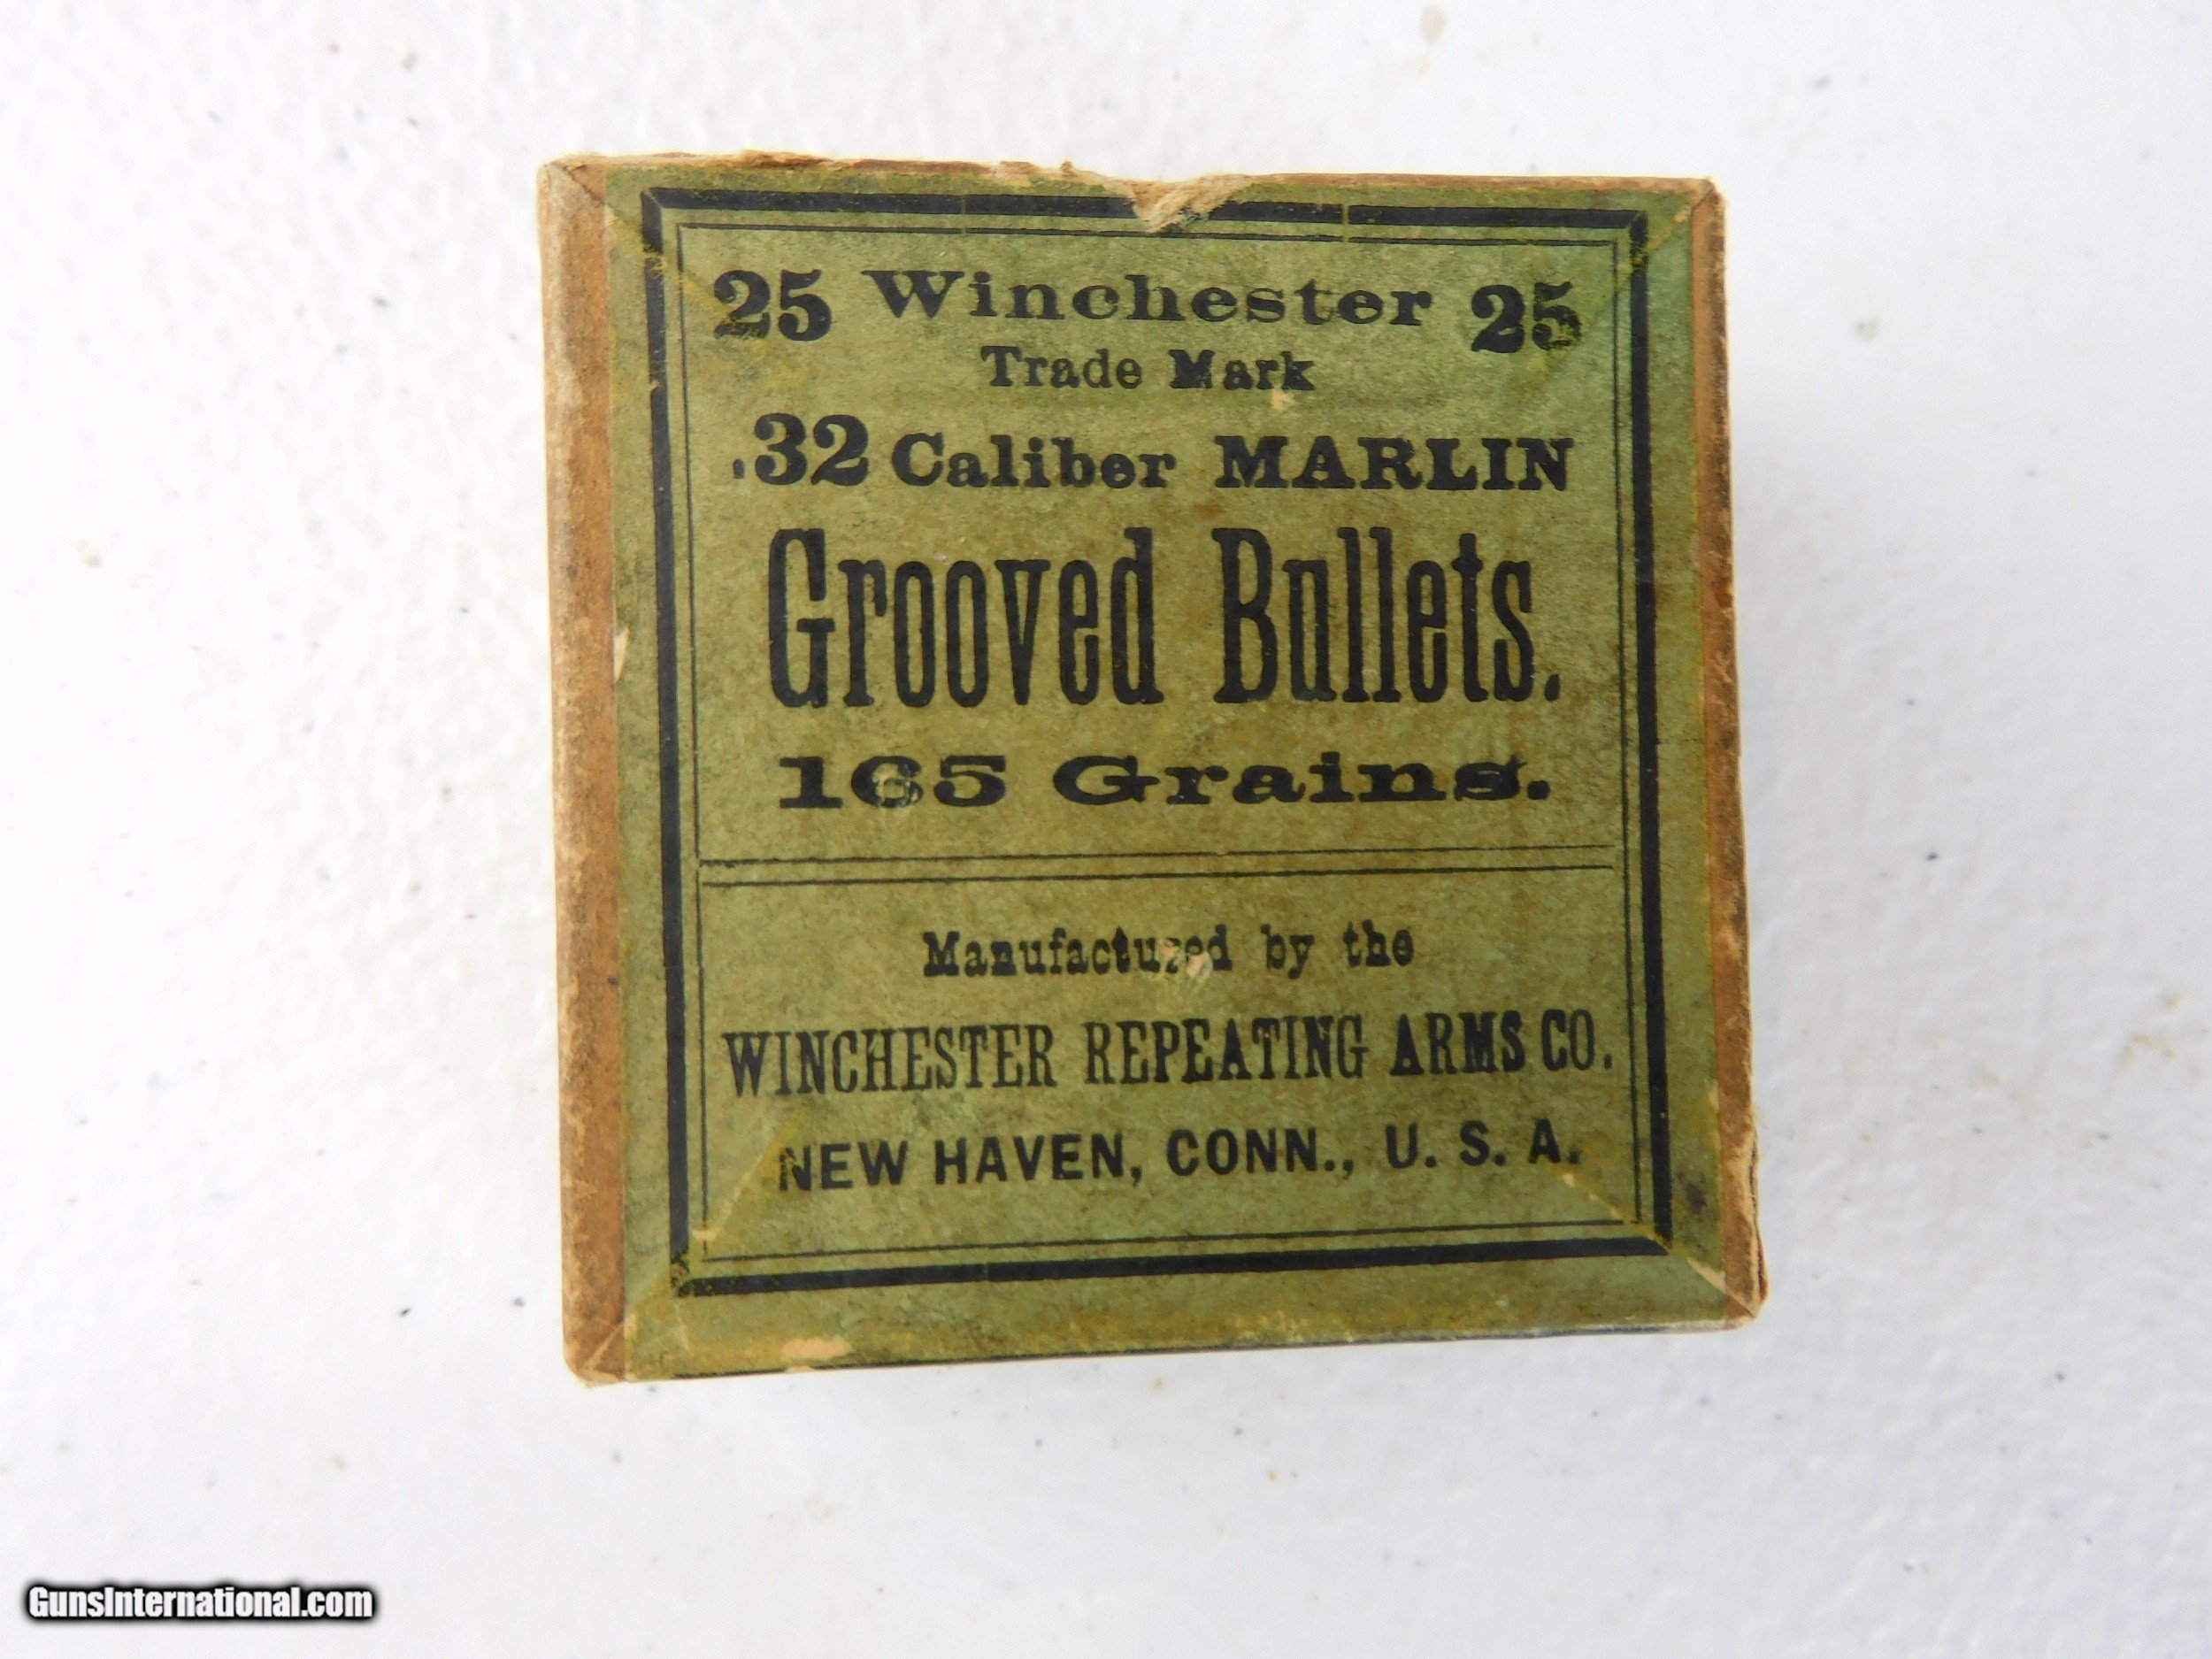 25 Winchester 25
Trade Mark
.32 Caliber MARLIN
Grooved Bullets.
165 Grains.
Manufactured by the
WINCHESTER REPEATING ARMS CO.
NEW HAVEN, CONN., U. S. A.
GunsInternational.com